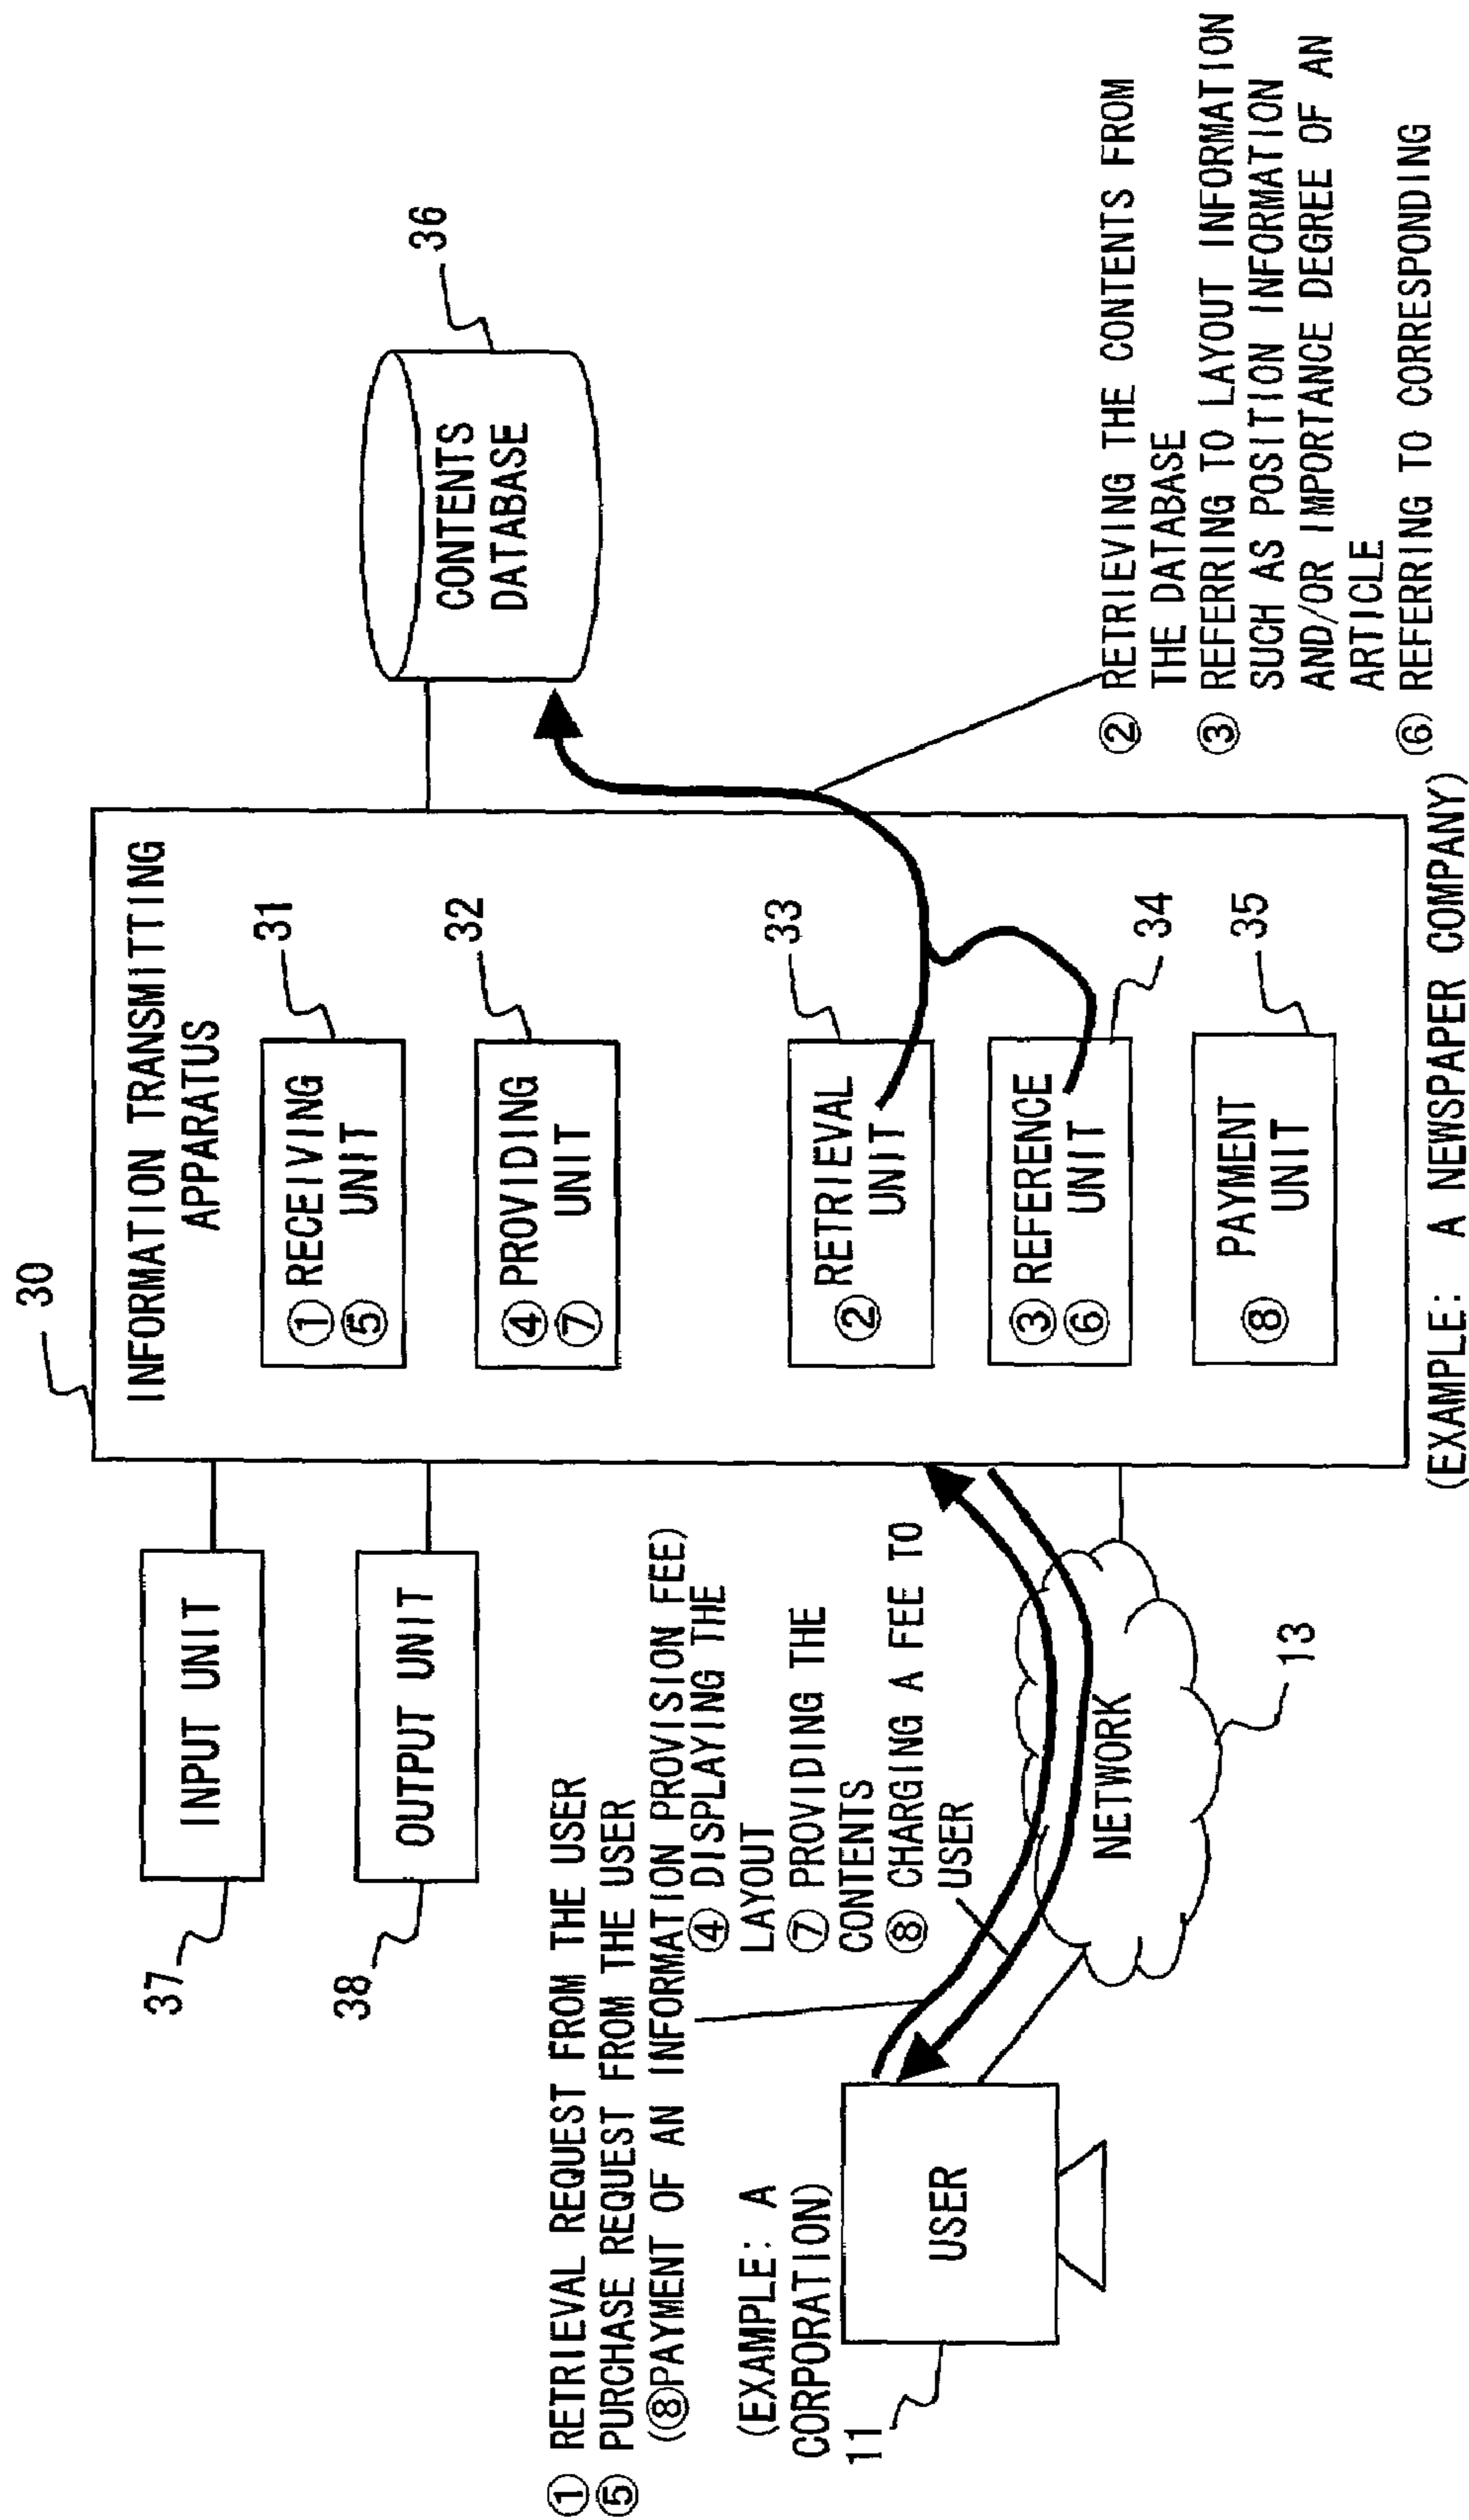 30
INFORMATION TRANSMITTING
APPARATUS
37
INPUT UNIT
38
OUTPUT UNIT
① RECEIVING
⑤ UNIT
31
④ PROVIDING
⑦ UNIT
32
RETRIEVAL
② UNIT
33
③ REFERENCE
⑥ UNIT
34
PAYMENT
⑧ UNIT
35
(EXAMPLE: A NEWSPAPER COMPANY)
36
CONTENTS
DATABASE
① RETRIEVAL REQUEST FROM THE USER
⑤ PURCHASE REQUEST FROM THE USER
(⑧PAYMENT OF AN INFORMATION PROVISION FEE)
④ DISPLAYING THE
LAYOUT
⑦ PROVIDING THE
CONTENTS
⑧ CHARGING A FEE TO
USER
(EXAMPLE: A
CORPORATION)
11
USER
NETWORK
13
② RETRIEVING THE CONTENTS FROM
THE DATABASE
③ REFERRING TO LAYOUT INFORMATION
SUCH AS POSITION INFORMATION
AND/OR IMPORTANCE DEGREE OF AN
ARTICLE
⑥ REFERRING TO CORRESPONDING